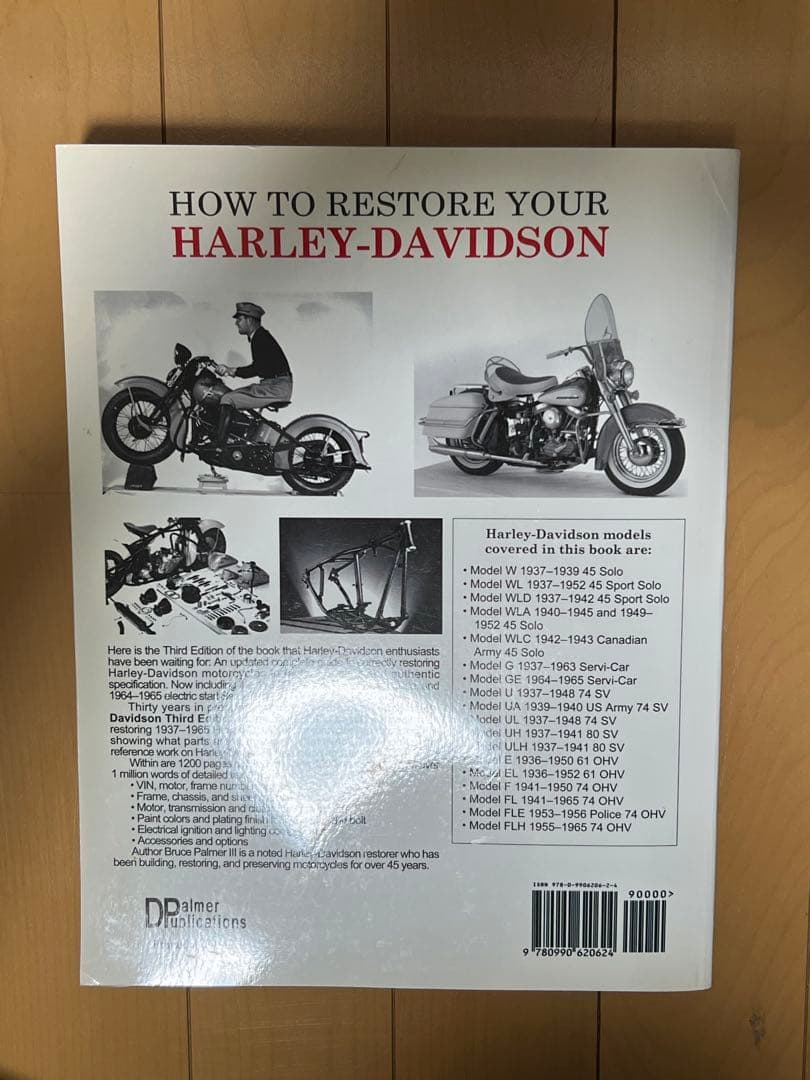 HOW TO RESTORE YOUR
HARLEY-DAVIDSON
Harley-Davidson models
covered in this book are:
• Model W 1937–1939 45 Solo
• Model WL 1937–1952 45 Sport Solo
• Model WLD 1937–1942 45 Sport Solo
• Model WLA 1940–1945 and 1949–
1952 45 Solo
• Model WLC 1942–1943 Canadian
Army 45 Solo
• Model G 1937–1963 Servi-Car
• Model GE 1964–1965 Servi-Car
• Model U 1937–1948 74 SV
• Model UA 1939–1940 US Army 74 SV
UL 1937–1948 74 SV
UH 1937–1941 80 SV
ULH 1937–1941 80 SV
E 1936–1950 61 OHV
Model EL 1936–1952 61 OHV
• Model F 1941–1950 74 OHV
• Model FL 1941–1965 74 OHV
• Model FLE 1953–1956 Police 74 OHV
• Model FLH 1955–1965 74 OHV
Here is the Third Edition of the book that Harley-Davidson enthusiasts
have been waiting for: An updated complete guide to correctly restoring
Harley-Davidson authentic
specification. Now including and
1964–1965 electric start
Thirty years in
Davidson Third
restoring 1937–1965
showing what parts
reference work on
Within are 1200
1 million words of detailed
• VIN, motor, frame
• Frame, chassis, and
• Motor, transmission and
• Paint colors and plating finish bolt
• Electrical ignition and lighting
• Accessories and options
Author Bruce Palmer III is a noted Harley-Davidson restorer who has
been building, restoring, and preserving motorcycles for over 45 years.
Palmer
Publications
ISBN 978-0-9906206-2-4
90000>
9 780990 620624